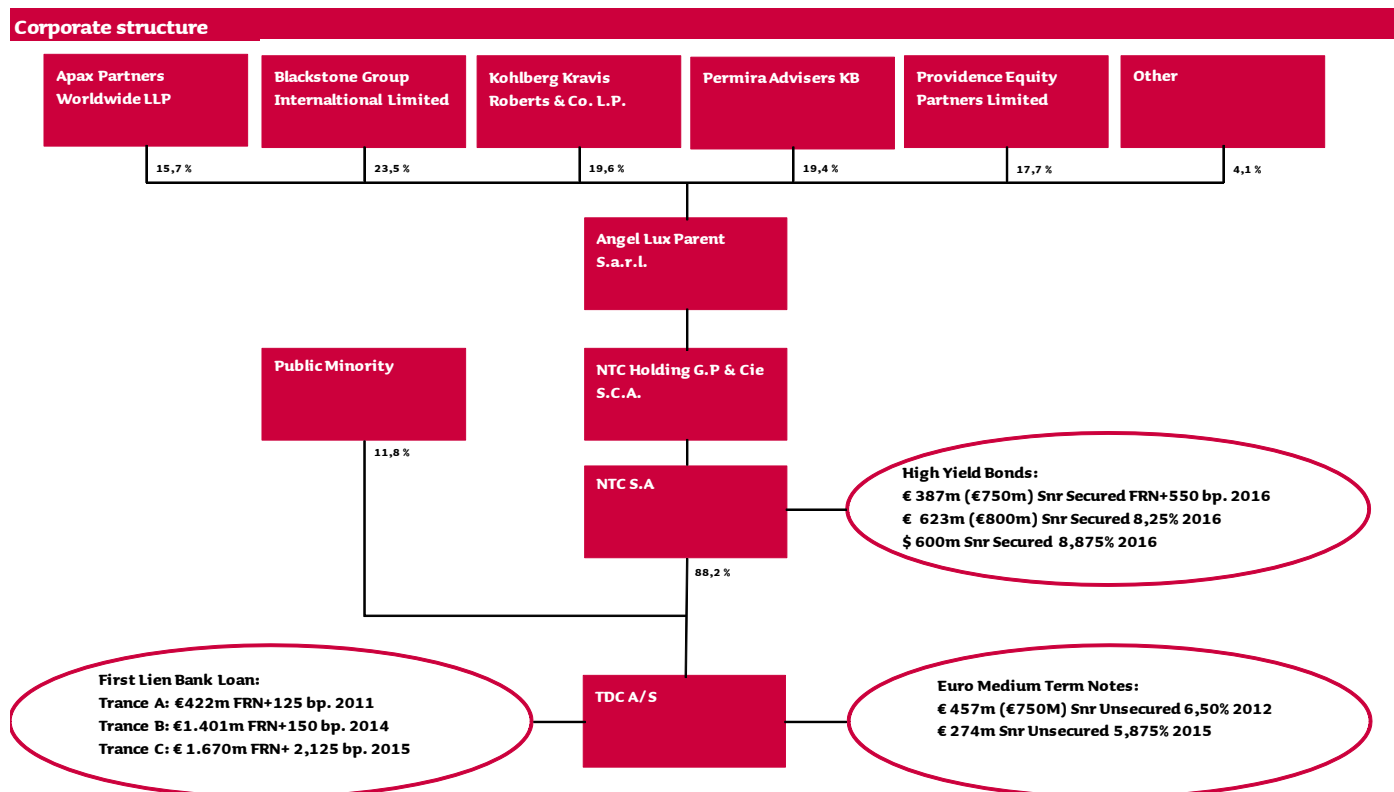 Corporate structure
Apax Partners
Worldwide LLP
Blackstone Group
Internaltional Limited
Kohlberg Kravis
Roberts & Co. L.P.
Permira Advisers KB
Providence Equity
Partners Limited
Other
15,7 %
23,5 %
19,6 %
19,4 %
17,7 %
4,1 %
Angel Lux Parent
S.a.r.l.
Public Minority
NTC Holding G.P & Cie
S.C.A.
11,8 %
NTC S.A
High Yield Bonds:
€ 387m (€750m) Snr Secured FRN+550 bp. 2016
€ 623m (€800m) Snr Secured 8,25% 2016
$ 600m Snr Secured 8,875% 2016
88,2 %
First Lien Bank Loan:
Trance A: €422m FRN+125 bp. 2011
Trance B: €1.401m FRN+150 bp. 2014
Trance C: € 1.670m FRN+ 2,125 bp. 2015
TDC A/S
Euro Medium Term Notes:
€ 457m (€750M) Snr Unsecured 6,50% 2012
€ 274m Snr Unsecured 5,875% 2015